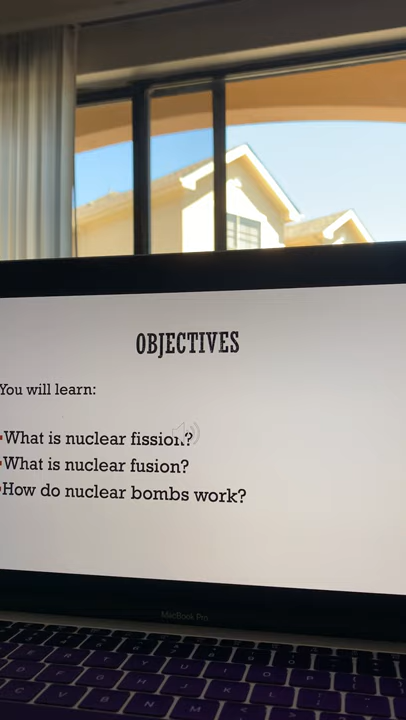 OBJECTIVES
You will learn:
What is nuclear fission?
What is nuclear fusion?
How do nuclear bombs work?
MacBook Pro